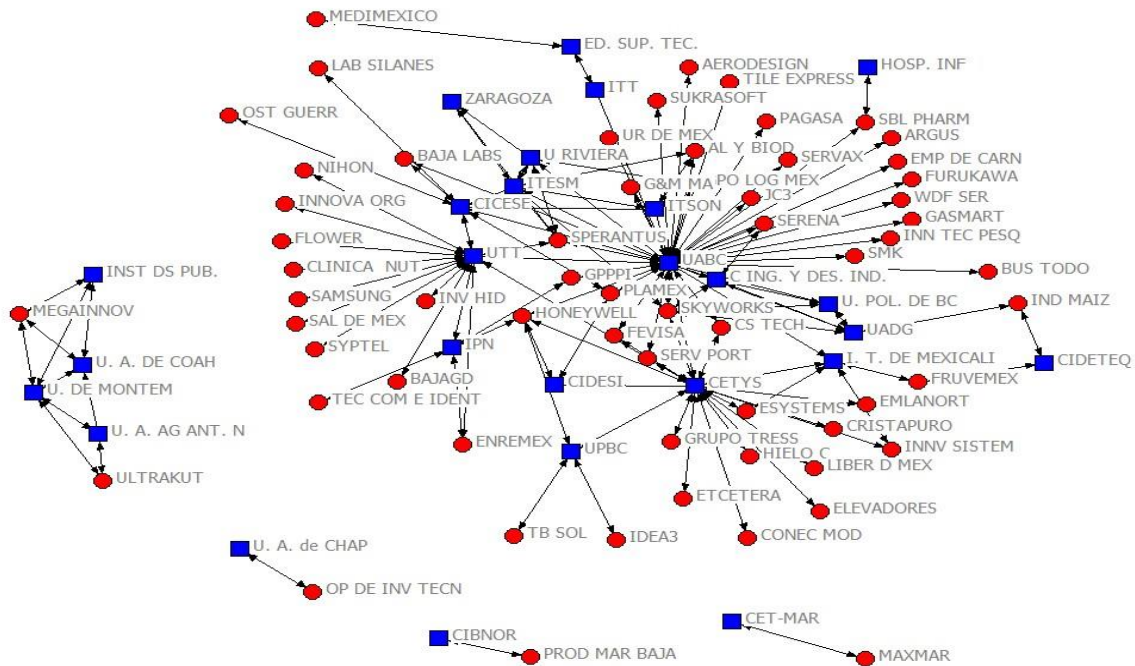 MEDIMEXICO
ED. SUP. TEC.
LAB SILANES
AERODESIGN
HOSP. INF
TILE EXPRESS
ITT
ZARAGOZA
SUKRASOFT
OST GUERR
PAGASA
SBL PHARM
UR DE MEX
ARGUS
AL Y BIOD
BAJA LABS
U RIVIERA
SERVAX
EMP DE CARN
NIHON
FURUKAWA
ITESM
G&M MA
PO LOG MEX
JC3
WDF SER
INNOVA ORG
CICESE
ITSON
GASMART
SERENA
FLOWER
SPERANTUS
INN TEC PESQ
UTT
UABC
SMK
CLINICA NUT
BUS TODO
INST DS PUB.
GPPPI
C ING. Y DES. IND.
SAMSUNG
INV HID
PLAMEX
U. POL. DE BC
IND MAIZ
MEGAINNOV
SAL DE MEX
HONEYWELL
SKYWORKS
CS TECH
UADG
SYPTEL
IPN
FEVISA
U. A. DE COAH
SERV PORT
I. T. DE MEXICALI
CIDETEQ
U. DE MONTEM
BAJAGD
CIDESI
CETYS
FRUVEMEX
TEC COM E IDENT
ESYSTEMS
EMLANORT
U. A. AG ANT. N
ENREMEX
GRUPO TRESS
CRISTAPURO
UPBC
HIELO C
INNV SISTEM
LIBER D MEX
ULTRAKUT
ETCETERA
ELEVADORES
TB SOL
IDEA3
CONEC MOD
U. A. de CHAP
OP DE INV TECN
CET-MAR
CIBNOR
PROD MAR BAJA
MAXMAR